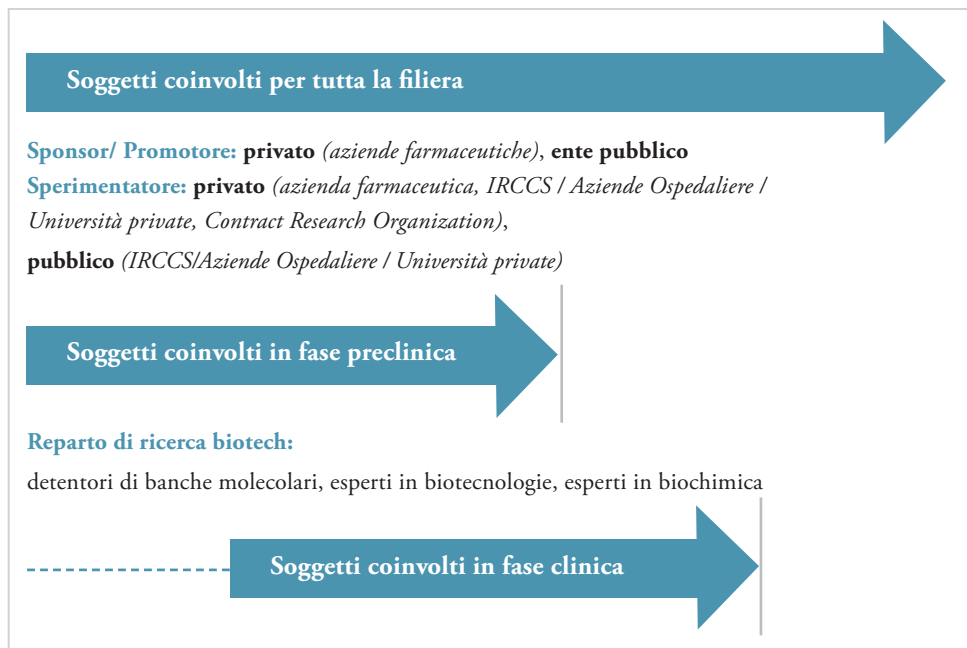 Soggetti coinvolti per tutta la filiera
Sponsor/ Promotore: privato (aziende farmaceutiche), ente pubblico
Sperimentatore: privato (azienda farmaceutica, IRCCS / Aziende Ospedaliere /
Università private, Contract Research Organization),
pubblico (IRCCS/Aziende Ospedaliere / Università private)
Soggetti coinvolti in fase preclinica
Reparto di ricerca biotech:
detentori di banche molecolari, esperti in biotecnologie, esperti in biochimica
Soggetti coinvolti in fase clinica